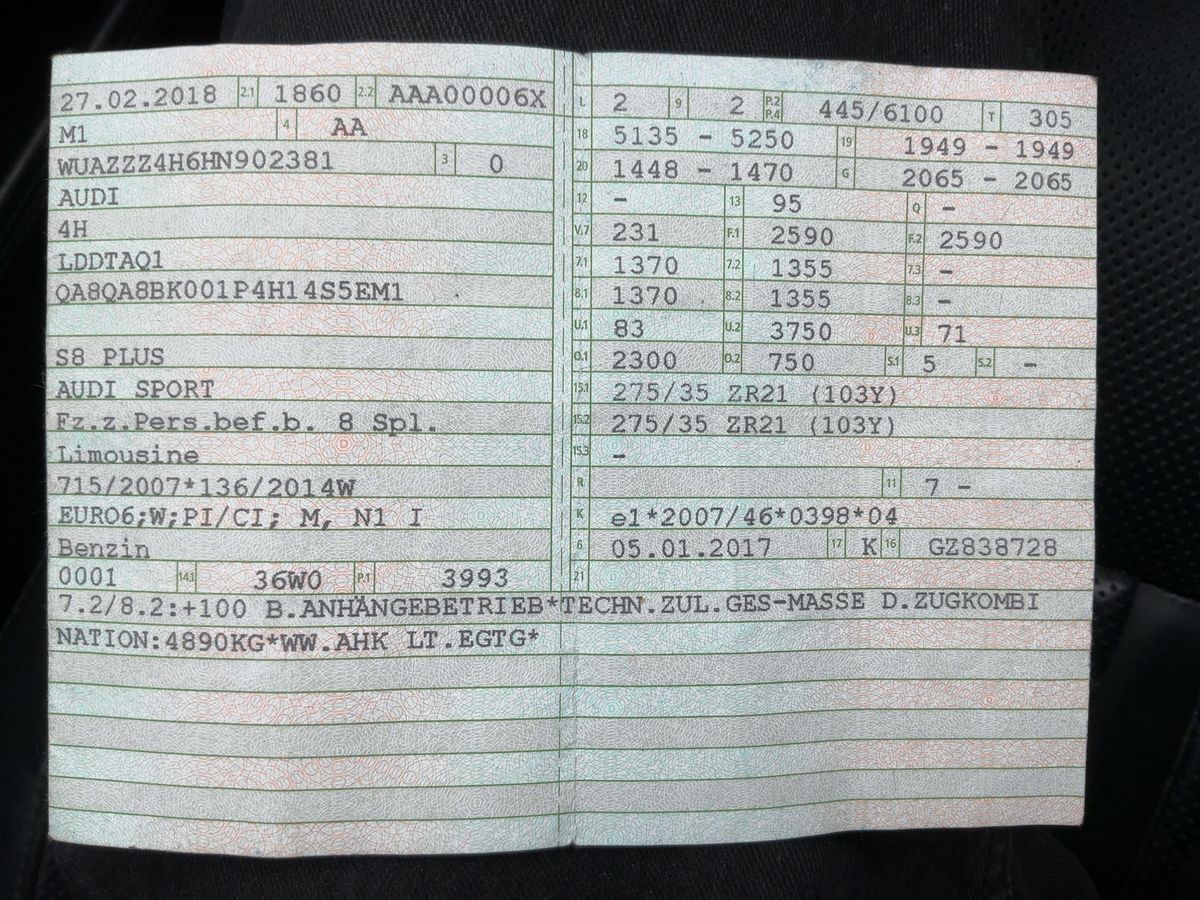 27.02.2018 2.1 1860 2.2 AAA00006X
M1 4 AA
WUAZZZ4H6HN902381 3 0
AUDI
4H
LDDTAQ1
QA8QA8BK001P4H14S5EM1
S8 PLUS
AUDI SPORT
Fz.z.Pers.bef.b. 8 Spl.
Limousine
715/2007*136/2014W
EURO6;W;PI/CI; M, N1 I
Benzin
0001 14.1 36W0 P.1 3993
L 2 9 2 P.2 P.4 445/6100 T 305
18 5135 - 5250 19 1949 - 1949
20 1448 - 1470 G 2065 - 2065
12 - 13 95 Q -
V.7 231 F.1 2590 F.2 2590
7.1 1370 7.2 1355 7.3 -
8.1 1370 8.2 1355 8.3 -
U.1 83 U.2 3750 U.3 71
O.1 2300 O.2 750 S.1 5 S.2 -
15.1 275/35 ZR21 (103Y)
15.2 275/35 ZR21 (103Y)
15.3 -
R 11 7 -
K e1*2007/46*0398*04
6 05.01.2017 17 K 16 GZ838728
21
7.2/8.2:+100 B.ANHÄNGEBETRIEB*TECHN.ZUL.GES-MASSE D.ZUGKOMBI
NATION:4890KG*WW.AHK LT.EGTG*